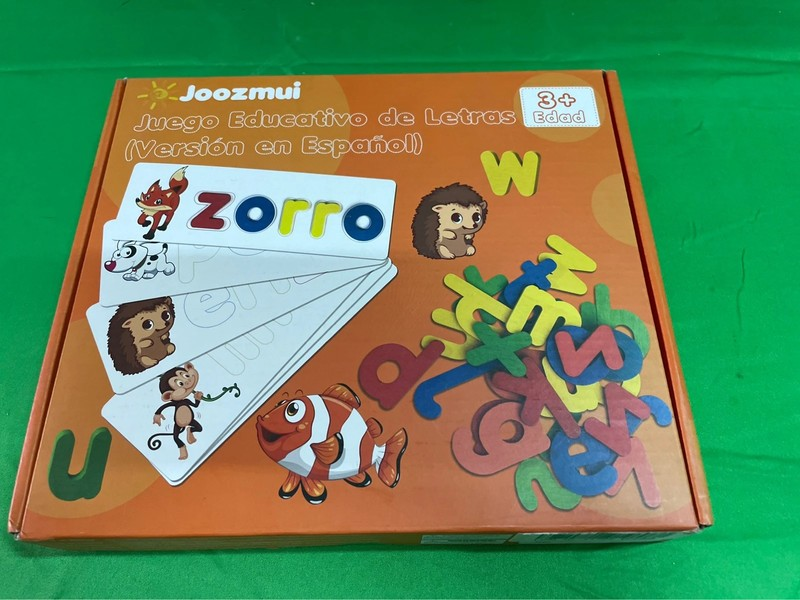 Joozmui
Juego Educativo de Letras
(Versión en Español)
3+
Edad
zorro
w
u